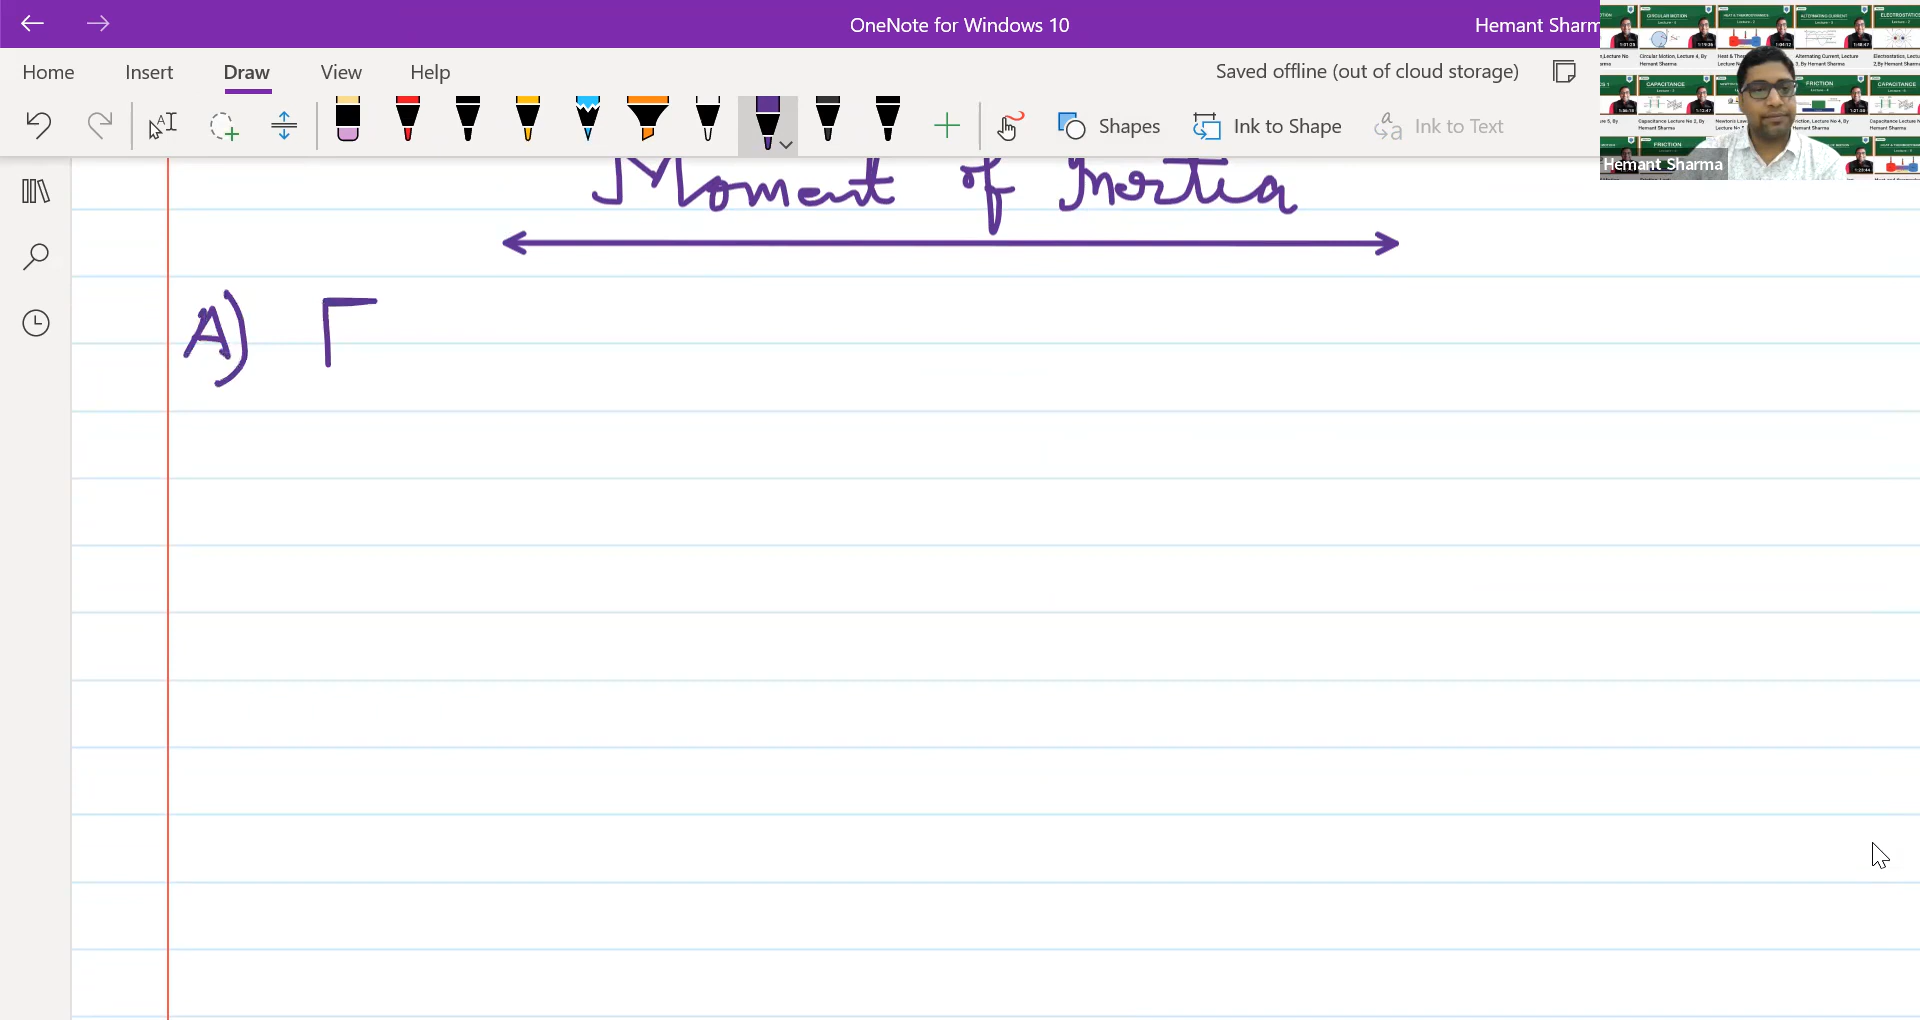 OneNote for Windows 10
Hemant Sharm
Home Insert Draw View Help
Saved offline (out of cloud storage)
Shapes Ink to Shape Ink to Text
Hemant Sharma
Moment of Inertia
A) Γ